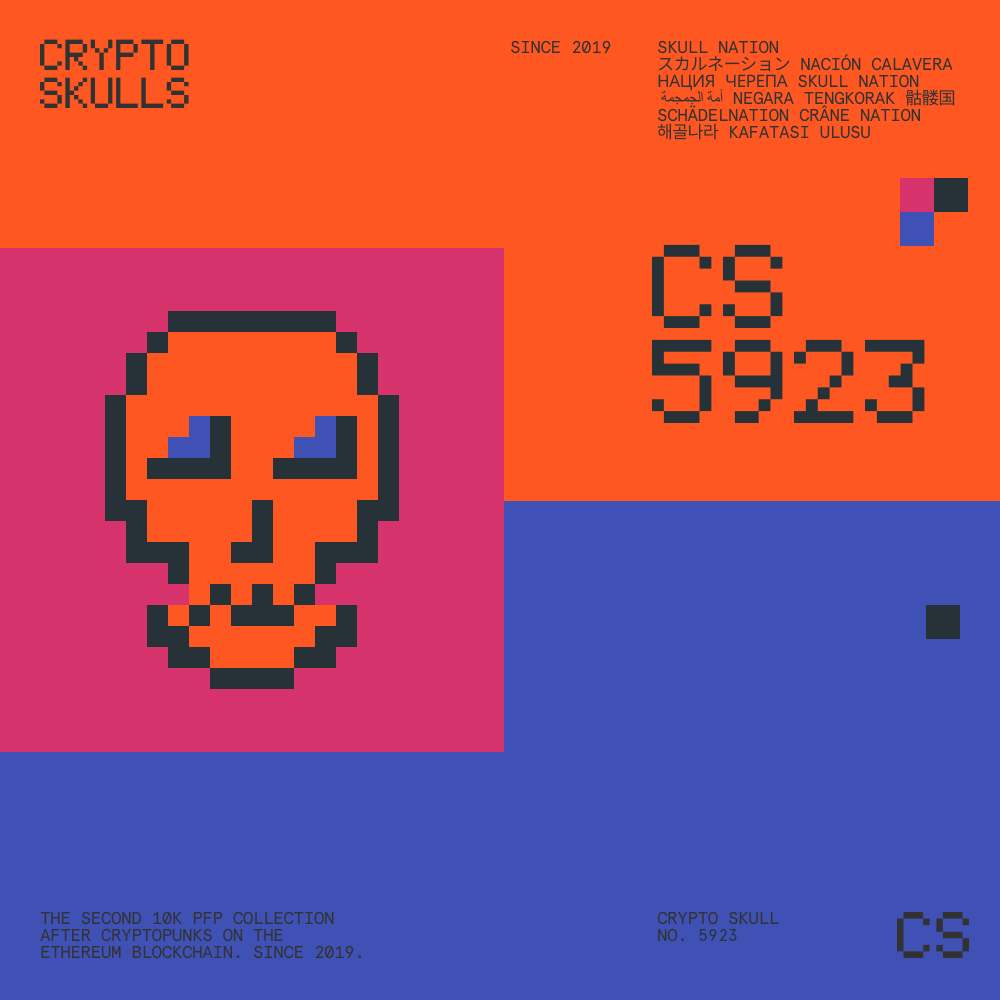 CRYPTO
SKULLS
SINCE 2019
SKULL NATION
スカルネーション NACIÓN CALAVERA
НАЦИЯ ЧЕРЕПА SKULL NATION
أمة الجمجمة NEGARA TENGKORAK 骷髅国
SCHÄDELNATION CRÂNE NATION
해골나라 KAFATASI ULUSU
CS
5923
THE SECOND 10K PFP COLLECTION
AFTER CRYPTOPUNKS ON THE
ETHEREUM BLOCKCHAIN. SINCE 2019.
CRYPTO SKULL
NO. 5923
CS